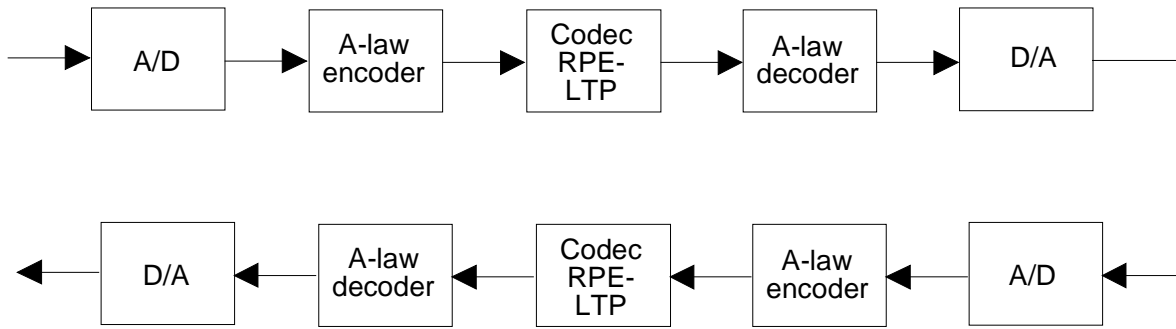 A/D
A-law
encoder
Codec
RPE-
LTP
A-law
decoder
D/A
D/A
A-law
decoder
Codec
RPE-
LTP
A-law
encoder
A/D